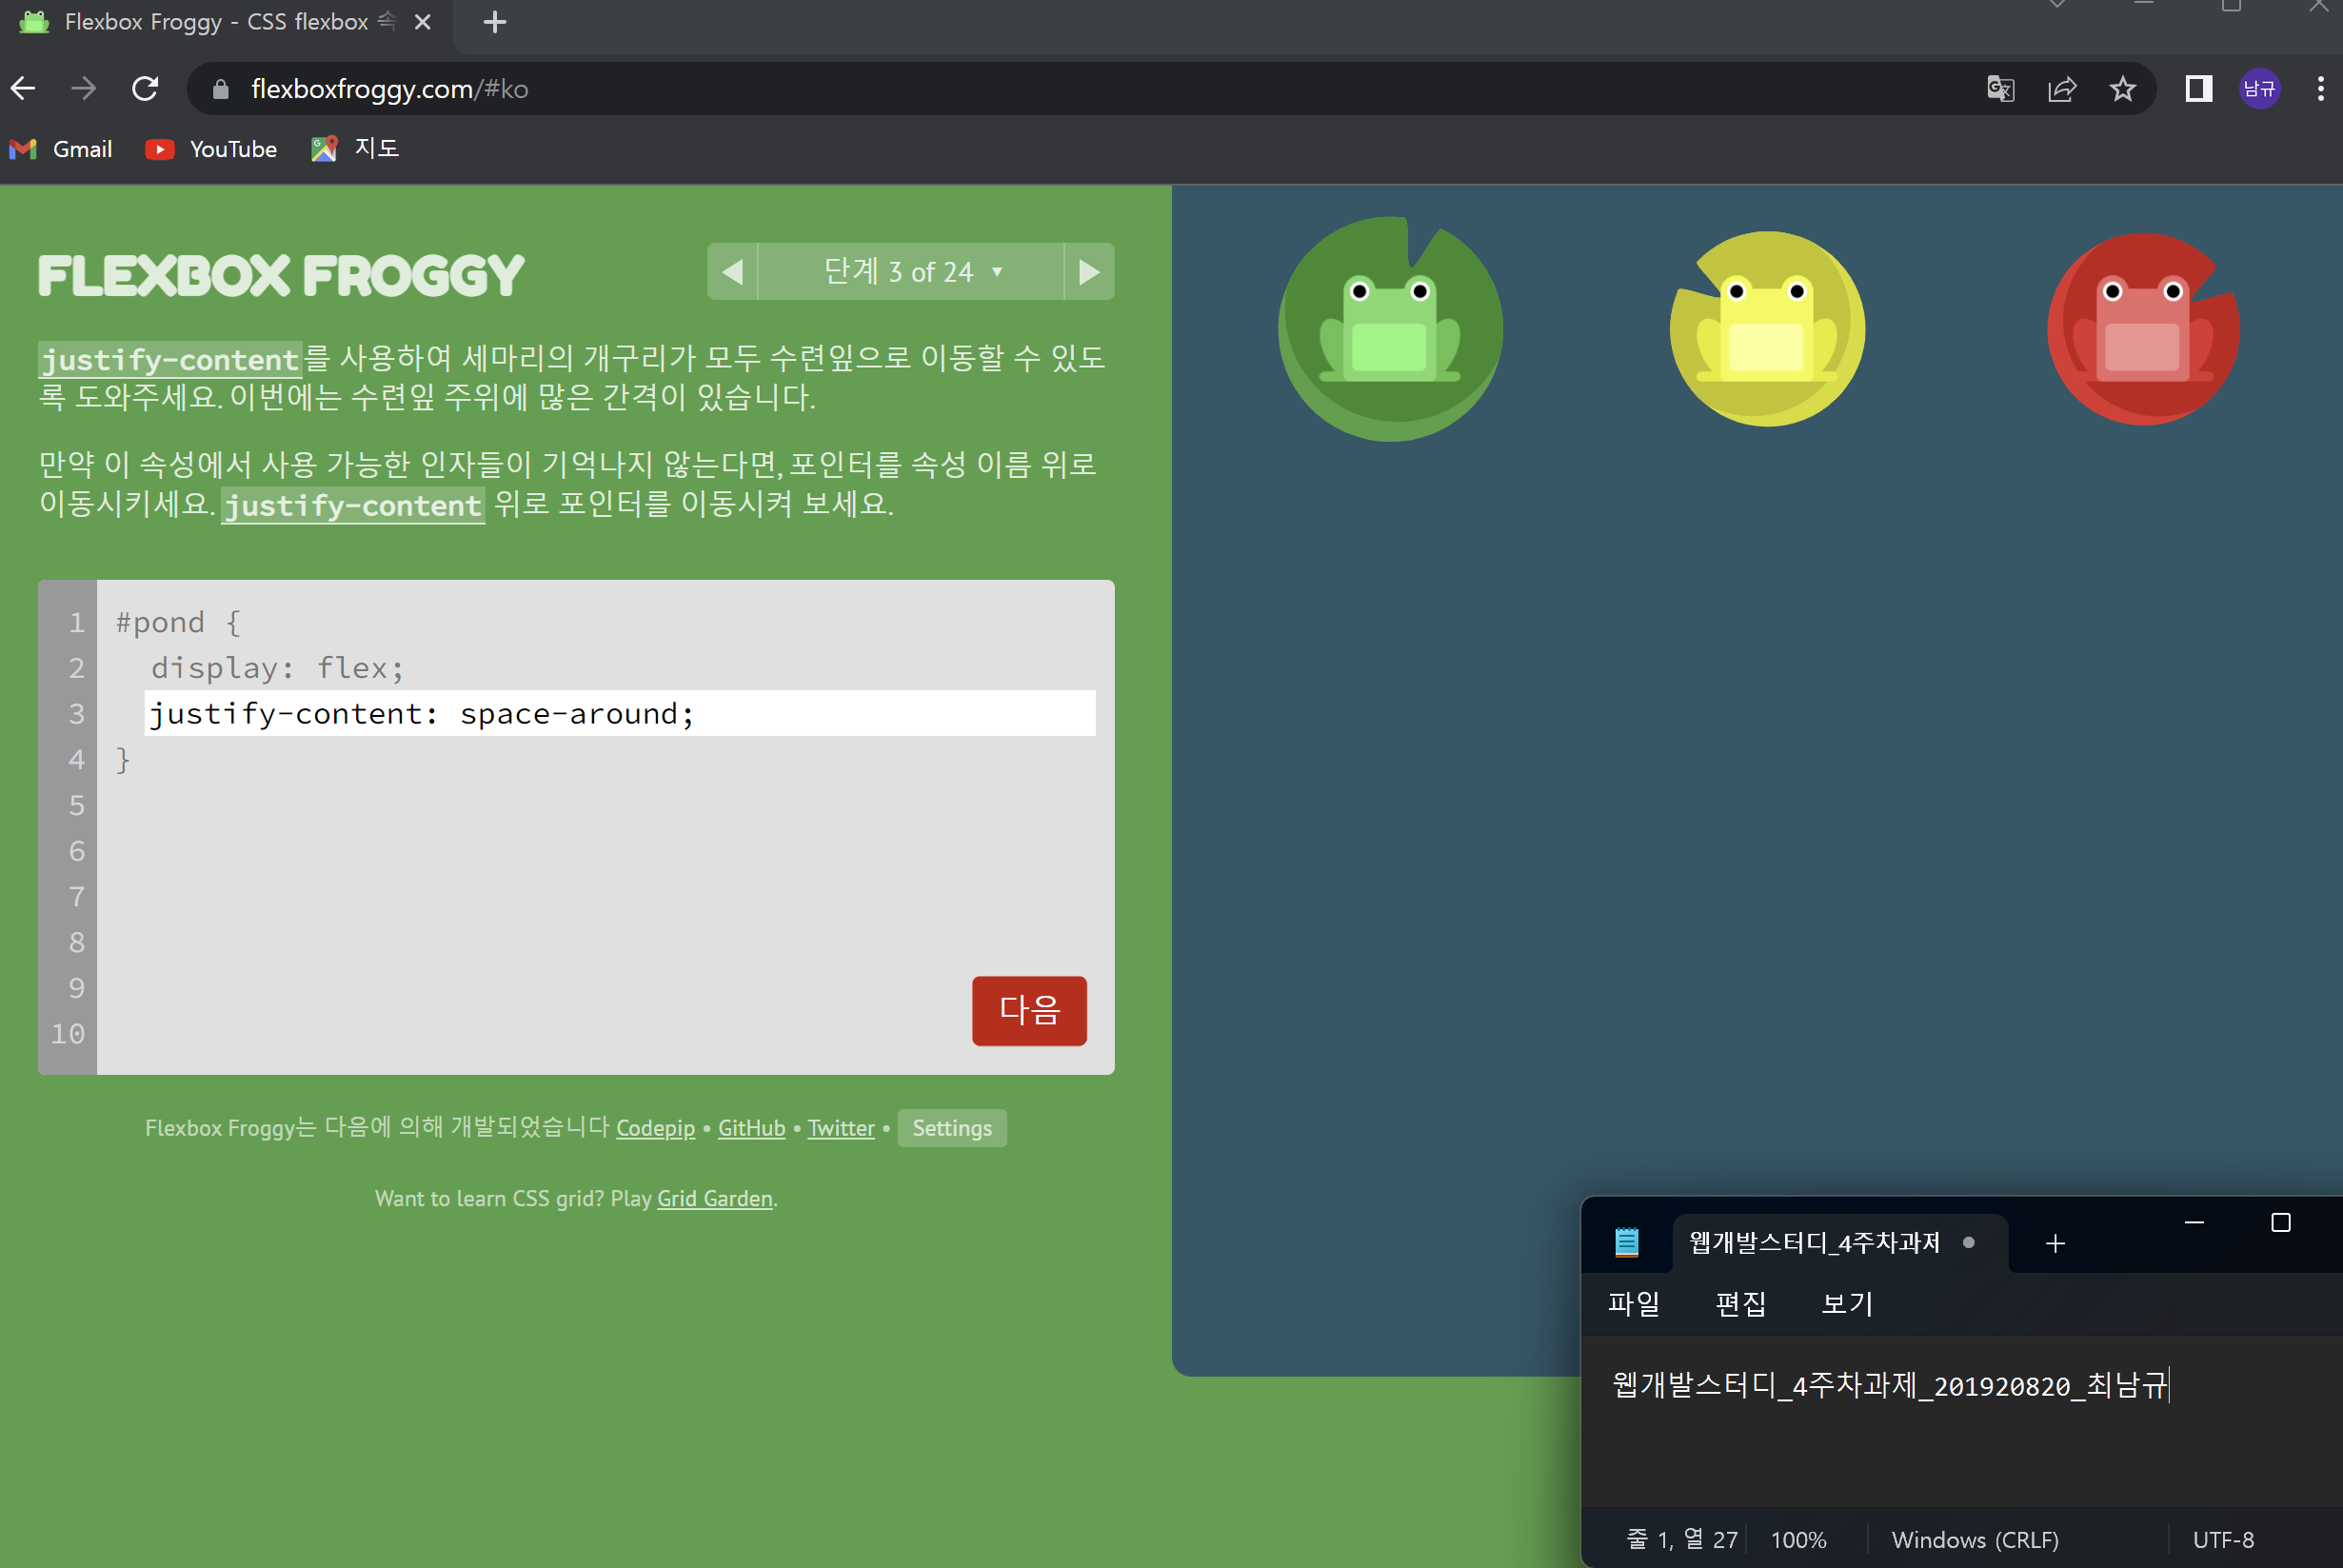 Flexbox Froggy - CSS flexbox 속
flexboxfroggy.com/#ko
남규
Gmail
YouTube
지도
FLEXBOX FROGGY
단계 3 of 24 ▼
justify-content를 사용하여 세마리의 개구리가 모두 수련잎으로 이동할 수 있도
록 도와주세요. 이번에는 수련잎 주위에 많은 간격이 있습니다.
만약 이 속성에서 사용 가능한 인자들이 기억나지 않는다면, 포인터를 속성 이름 위로
이동시키세요. justify-content 위로 포인터를 이동시켜 보세요.
1 #pond {
2 display: flex;
3 justify-content: space-around;
4 }
5
6
7
8
9
10
다음
Flexbox Froggy는 다음에 의해 개발되었습니다 Codepip • GitHub • Twitter • Settings
Want to learn CSS grid? Play Grid Garden.
웹개발스터디_4주차과제
파일 편집 보기
웹개발스터디_4주차과제_201920820_최남규
줄 1, 열 27 100% Windows (CRLF) UTF-8